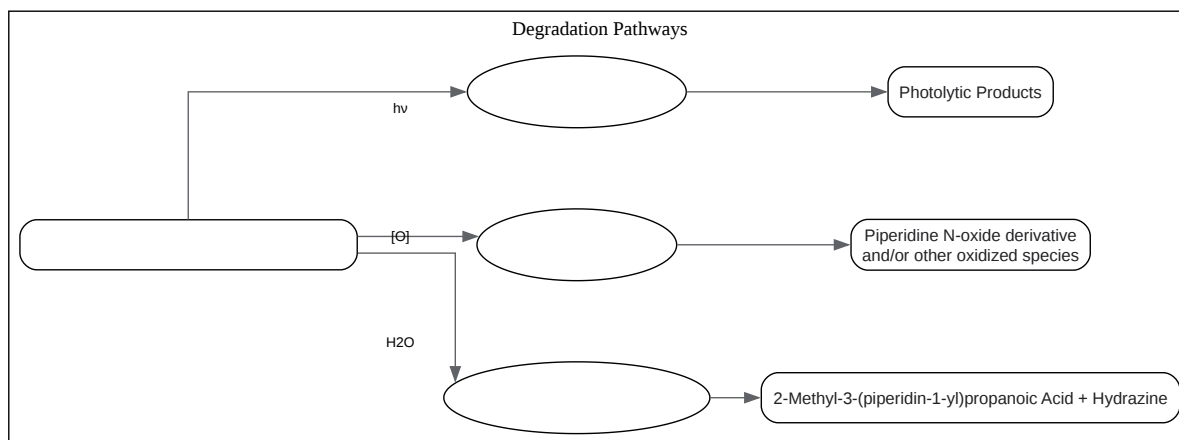 Degradation Pathways
hν
Photolytic Products
[O]
Piperidine N-oxide derivative
and/or other oxidized species
H2O
2-Methyl-3-(piperidin-1-yl)propanoic Acid + Hydrazine